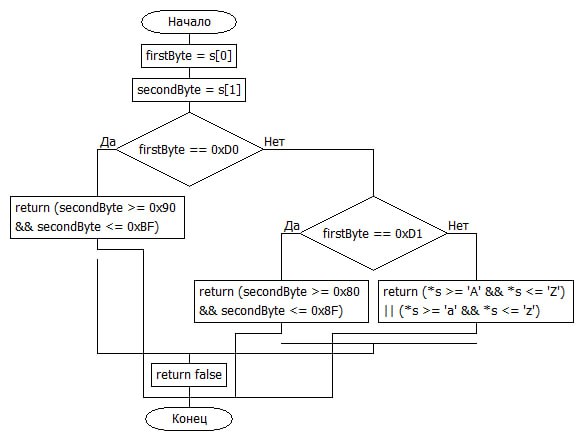 Начало
firstByte = s[0]
secondByte = s[1]
Да
Нет
firstByte == 0xD0
return (secondByte >= 0x90
&& secondByte <= 0xBF)
Да
Нет
firstByte == 0xD1
return (secondByte >= 0x80
&& secondByte <= 0x8F)
return (*s >= 'A' && *s <= 'Z')
|| (*s >= 'a' && *s <= 'z')
return false
Конец